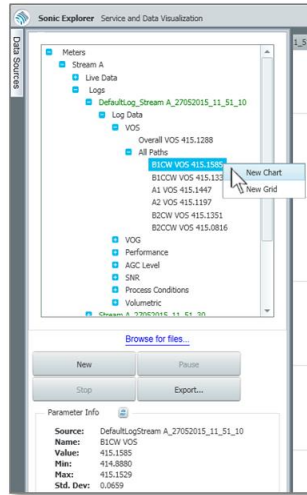 Sonic Explorer Service and Data Visualization
Data Sources
Meters
Stream A
Live Data
Logs
DefaultLog_Stream A_27052015_11_51_10
Log Data
VOS
Overall VOS 415.1288
All Paths
B1CW VOS 415.1585
New Chart
B1CCW VOS 415.133
New Grid
A1 VOS 415.1447
A2 VOS 415.1197
B2CW VOS 415.1351
B2CCW VOS 415.0816
VOG
Performance
AGC Level
SNR
Process Conditions
Volumetric
Stream A_27052015_11_51_20
Browse for files...
New
Pause
Stop
Export...
Parameter Info
Source: DefaultLogStream A_27052015_11_51_10
Name: B1CW VOS
Value: 415.1585
Min: 414.8880
Max: 415.1529
Std. Dev: 0.0659